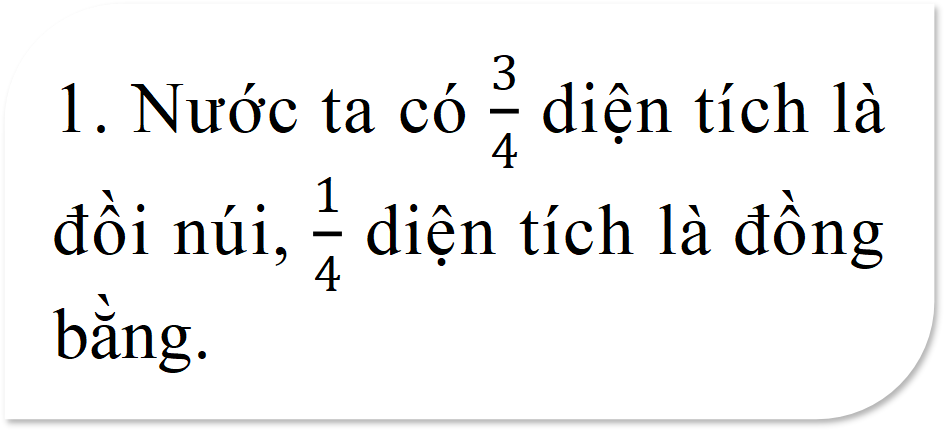 1. Nước ta có 3/4 diện tích là
đồi núi, 1/4 diện tích là đồng
bằng.